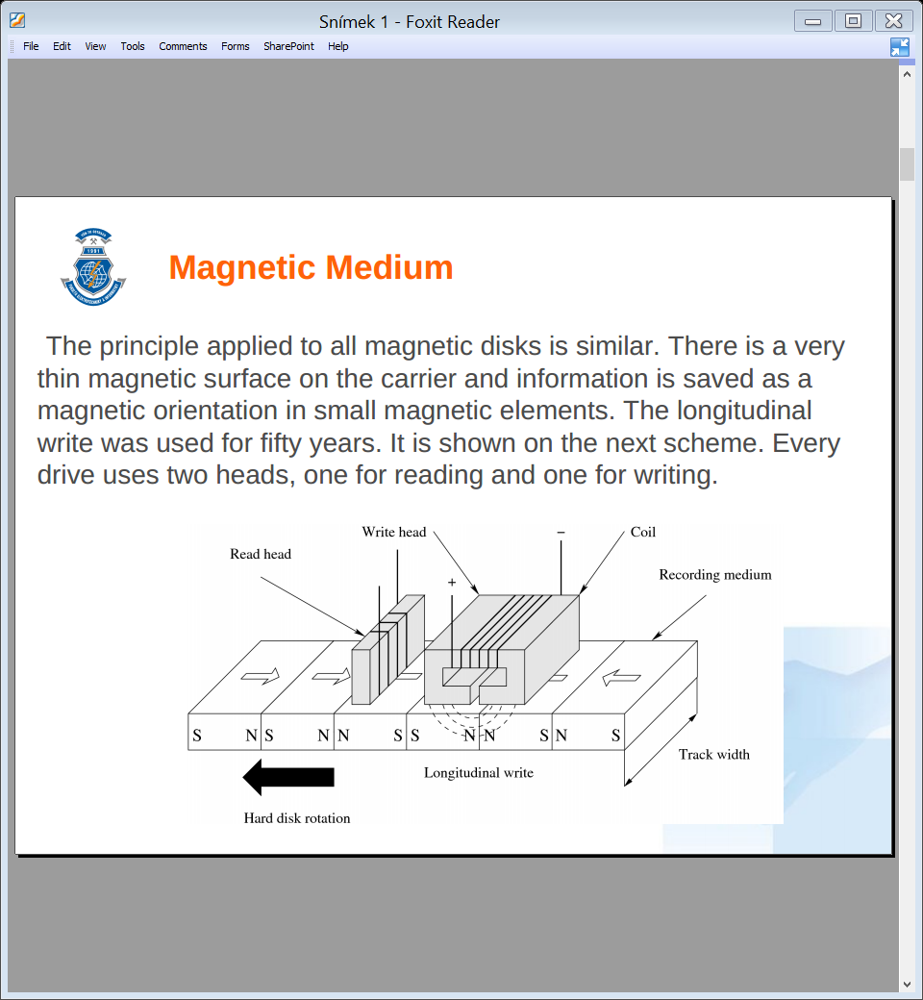 Snímek 1 - Foxit Reader
File Edit View Tools Comments Forms SharePoint Help
1991
Magnetic Medium
The principle applied to all magnetic disks is similar. There is a very
thin magnetic surface on the carrier and information is saved as a
magnetic orientation in small magnetic elements. The longitudinal
write was used for fifty years. It is shown on the next scheme. Every
drive uses two heads, one for reading and one for writing.
Write head
−
Coil
Read head
+
Recording medium
S N S N N S S N N S N S
Track width
Longitudinal write
Hard disk rotation